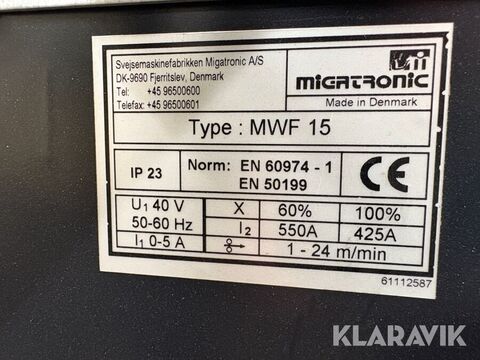 Svejsemaskinefabrikken Migatronic A/S
DK-9690 Fjerritslev, Denmark
Tel: +45 96500600
Telefax: +45 96500601
MIGATRONIC
Made in Denmark
Type : MWF 15
IP 23
Norm: EN 60974 - 1
EN 50199
CE
U1 40 V X 60% 100%
50-60 Hz I2 550A 425A
I1 0-5 A 1 - 24 m/min
61112587
KLARAVIK